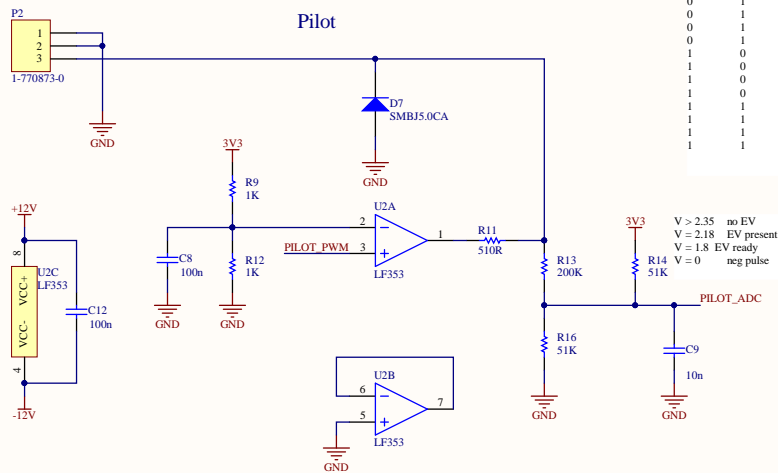 Pilot
P2
1
2
3
1-770873-0
GND
D7
SMBJ5.0CA
GND
0 1
0 1
0 1
0 1
1 0
1 0
1 0
1 0
1 1
1 1
1 1
1 1
3V3
R9
1K
+12V
8
VCC+
VCC-
U2C
LF353
4
-12V
C12
100n
C8
100n
GND
R12
1K
GND
PILOT_PWM
U2A
2
3
1
LF353
R11
510R
R13
200K
3V3
R14
51K
V > 2.35 no EV
V = 2.18 EV present
V = 1.8 EV ready
V = 0 neg pulse
PILOT_ADC
R16
51K
GND
C9
10n
GND
U2B
6
5
7
LF353
GND